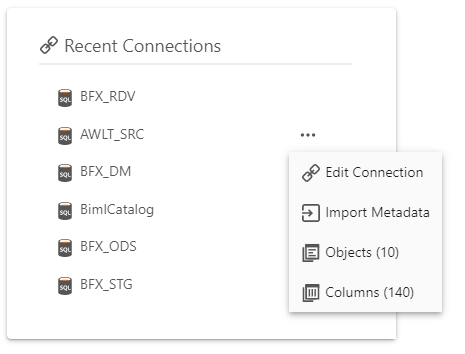 Recent Connections
SQL BFX_RDV
SQL AWLT_SRC
SQL BFX_DM
Edit Connection
SQL BimlCatalog
Import Metadata
SQL BFX_ODS
Objects (10)
SQL BFX_STG
Columns (140)